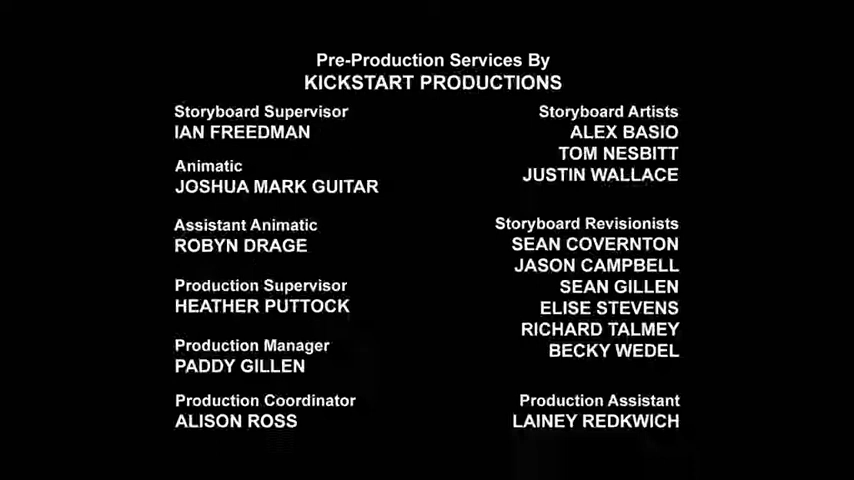 Pre-Production Services By
KICKSTART PRODUCTIONS
Storyboard Supervisor
IAN FREEDMAN
Animatic
JOSHUA MARK GUITAR
Assistant Animatic
ROBYN DRAGE
Production Supervisor
HEATHER PUTTOCK
Production Manager
PADDY GILLEN
Production Coordinator
ALISON ROSS
Storyboard Artists
ALEX BASIO
TOM NESBITT
JUSTIN WALLACE
Storyboard Revisionists
SEAN COVERNTON
JASON CAMPBELL
SEAN GILLEN
ELISE STEVENS
RICHARD TALMEY
BECKY WEDEL
Production Assistant
LAINEY REDKWICH